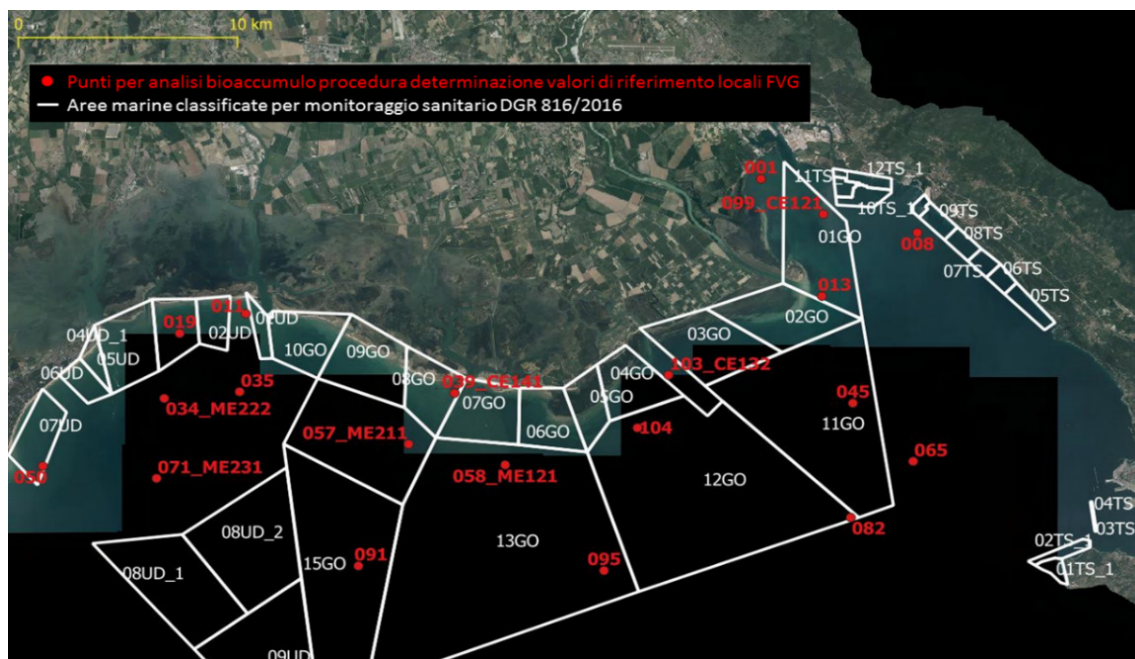 0
10 km
Punti per analisi bioaccumulo procedura determinazione valori di riferimento locali FVG
Aree marine classificate per monitoraggio sanitario DGR 816/2016
001
11TS_1
12TS_1
099_CE121
10TS_1
09TS
01GO
008
08TS
07TS
06TS
05TS
013
02GO
011
01UD
019
02UD
04UD_1
05UD
03GO
10GO
09GO
06UD
103_CE132
04GO
08GO
035
039_CE141
07GO
05GO
034_ME222
045
11GO
07UD
104
06GO
057_ME211
065
050
071_ME231
058_ME121
12GO
04TS
082
03TS
08UD_2
02TS_1
13GO
15GO
091
095
08UD_1
01TS_1
09UD